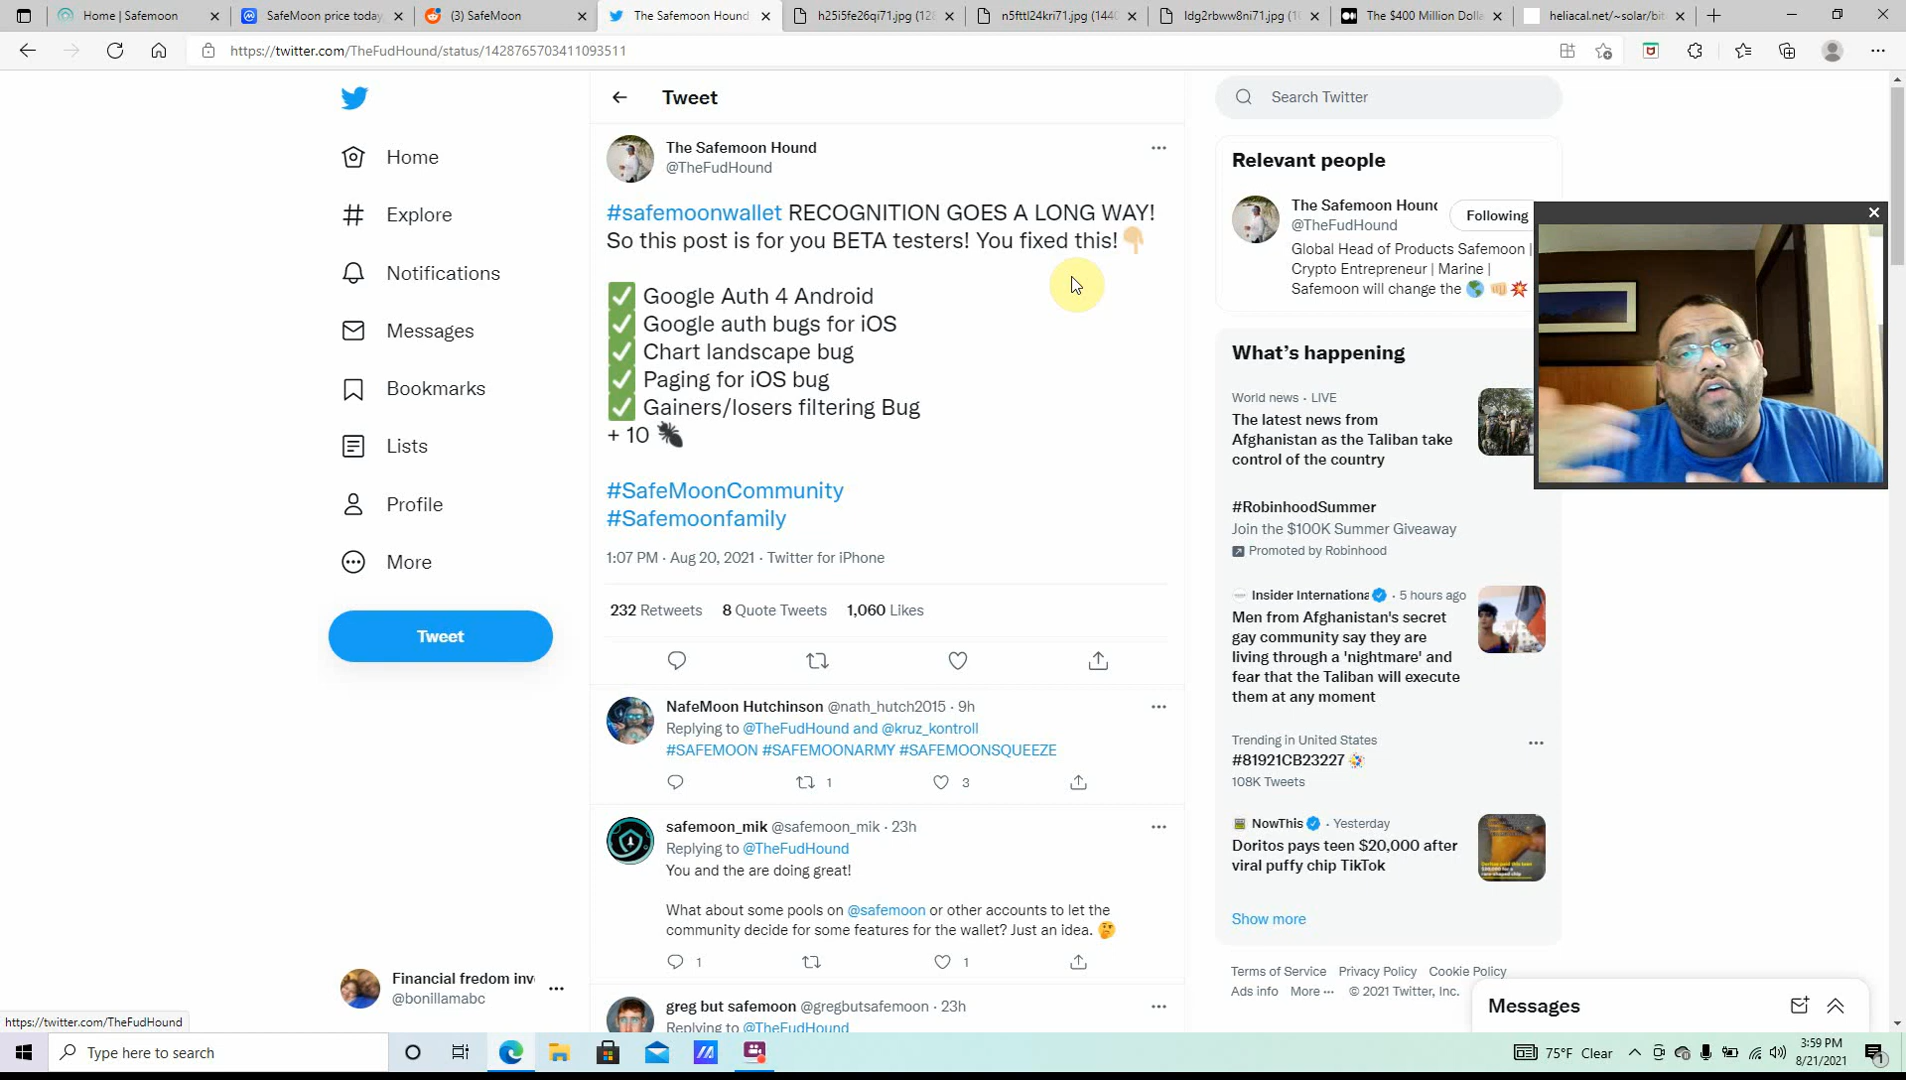 Home | Safemoon
SafeMoon price today,
(3) SafeMoon
The Safemoon Hound
h25i5fe26qi71.jpg (128
n5fttl24kri71.jpg (1440
The $400 Million Dolla
heliacal.net/~solar/bit
https://twitter.com/TheFudHound/status/1428765703411093511
Home
Explore
Notifications
Messages
Bookmarks
Lists
Profile
More
Tweet
Financial fredom inv
@bonillamabc
https://twitter.com/TheFudHound
Tweet
The Safemoon Hound
@TheFudHound
#safemoonwallet RECOGNITION GOES A LONG WAY!
So this post is for you BETA testers! You fixed this!👇🏼
✅ Google Auth 4 Android
✅ Google auth bugs for iOS
✅ Chart landscape bug
✅ Paging for iOS bug
✅ Gainers/losers filtering Bug
+ 10 🐜
#SafeMoonCommunity
#Safemoonfamily
1:07 PM · Aug 20, 2021 · Twitter for iPhone
232 Retweets 8 Quote Tweets 1,060 Likes
NafeMoon Hutchinson @nath_hutch2015 · 9h
Replying to @TheFudHound and @kruz_kontroll
#SAFEMOON #SAFEMOONARMY #SAFEMOONSQUEEZE
1 3
safemoon_mik @safemoon_mik · 23h
Replying to @TheFudHound
You and the are doing great!
What about some pools on @safemoon or other accounts to let the
community decide for some features for the wallet? Just an idea. 🤔
1 1
greg but safemoon @gregbutsafemoon · 23h
Replying to @TheFudHound
Search Twitter
Relevant people
The Safemoon Hound
@TheFudHound
Following
Global Head of Products Safemoon |
Crypto Entrepreneur | Marine |
Safemoon will change the 🌎 👊🏼 💥
What's happening
World news · LIVE
The latest news from
Afghanistan as the Taliban take
control of the country
#RobinhoodSummer
Join the $100K Summer Giveaway
Promoted by Robinhood
Insider Internationa · 5 hours ago
Men from Afghanistan's secret
gay community say they are
living through a 'nightmare' and
fear that the Taliban will execute
them at any moment
Trending in United States
#81921CB23227
108K Tweets
NowThis · Yesterday
Doritos pays teen $20,000 after
viral puffy chip TikTok
Show more
Terms of Service Privacy Policy Cookie Policy
Ads info More ··· © 2021 Twitter, Inc.
Messages
Type here to search
75°F Clear
3:59 PM
8/21/2021
1